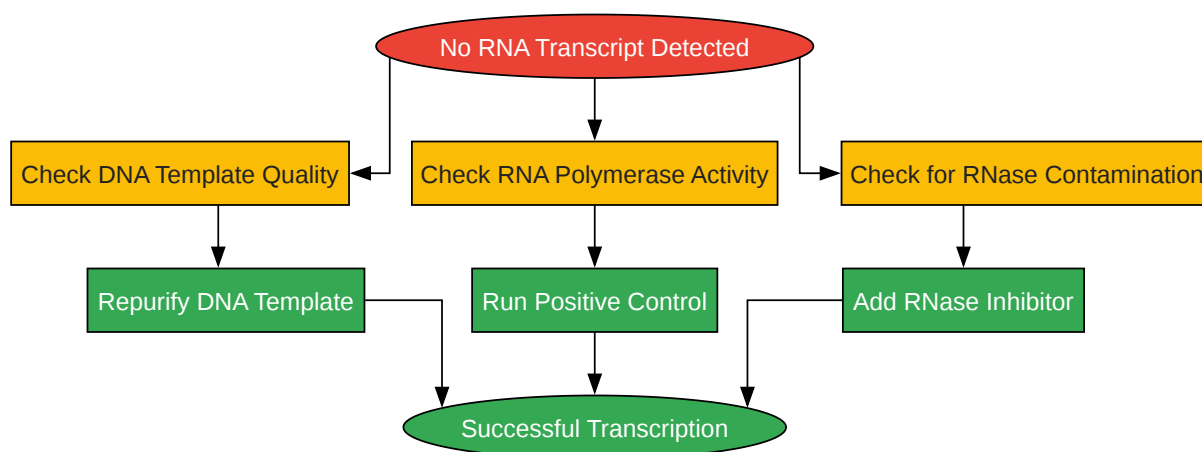 No RNA Transcript Detected
Check DNA Template Quality
Check RNA Polymerase Activity
Check for RNase Contamination
Repurify DNA Template
Run Positive Control
Add RNase Inhibitor
Successful Transcription